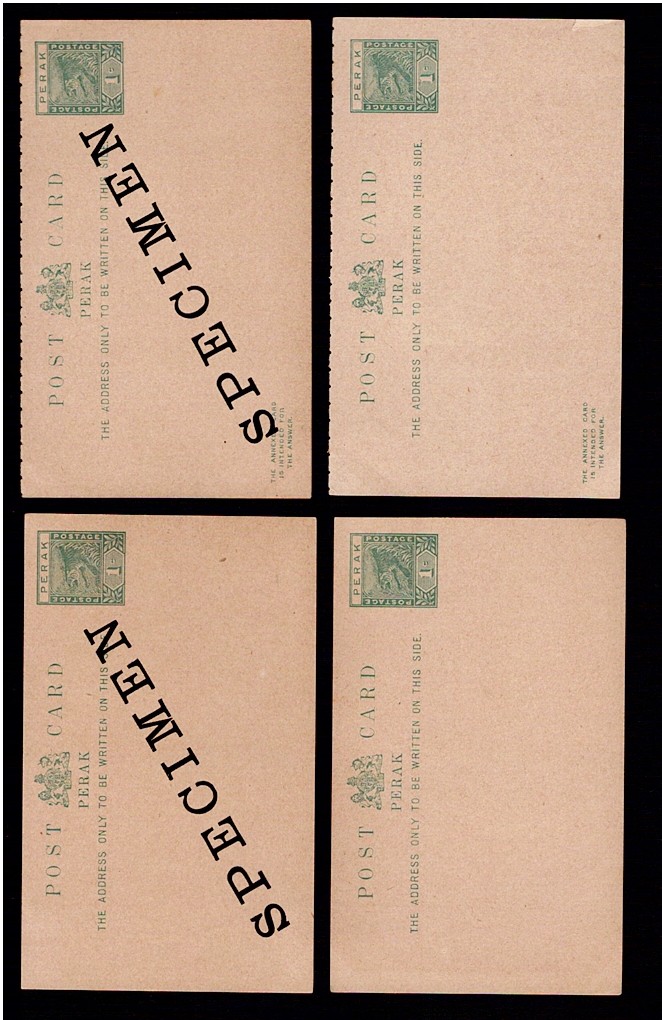 PERAK
POSTAGE
POSTAGE
1c
POST CARD
PERAK
THE ADDRESS ONLY TO BE WRITTEN ON THIS SIDE.
THE ANNEXED CARD
IS INTENDED FOR
THE ANSWER.
SPECIMEN
PERAK
POSTAGE
POSTAGE
1c
POST CARD
PERAK
THE ADDRESS ONLY TO BE WRITTEN ON THIS SIDE.
THE ANNEXED CARD
IS INTENDED FOR
THE ANSWER.
PERAK
POSTAGE
POSTAGE
1c
POST CARD
PERAK
THE ADDRESS ONLY TO BE WRITTEN ON THIS
SPECIMEN
PERAK
POSTAGE
POSTAGE
1c
POST CARD
PERAK
THE ADDRESS ONLY TO BE WRITTEN ON THIS SIDE.